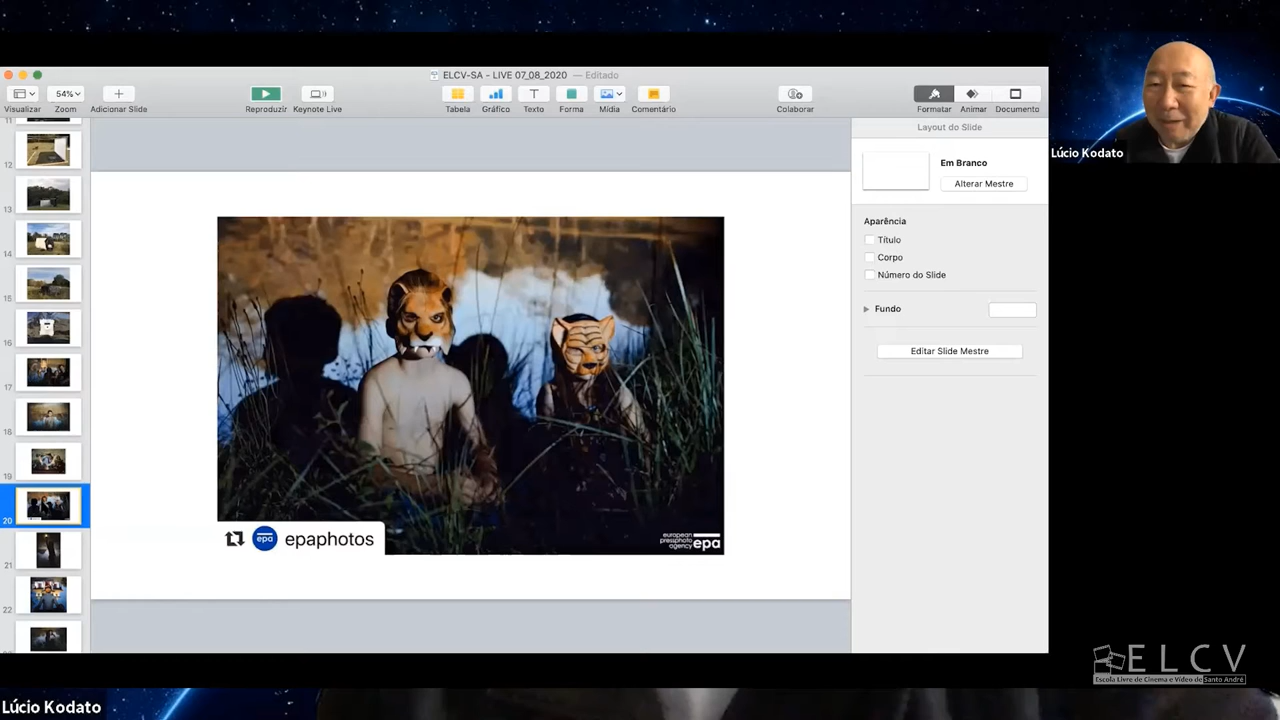 ELCV-SA - LIVE 07_08_2020 — Editado
54%
Visualizar Zoom Adicionar Slide Reproduzir Keynote Live Tabela Gráfico Texto Forma Mídia Comentário Colaborar Formatar Animar Documento
Layout do Slide
Em Branco
Alterar Mestre
Aparência
Título
Corpo
Número do Slide
Fundo
Editar Slide Mestre
11
12
13
14
15
16
17
18
19
20
21
22
epa epaphotos
european
pressphoto
agency epa
Lúcio Kodato
ELCV
Escola Livre de Cinema e Vídeo de Santo André
Lúcio Kodato